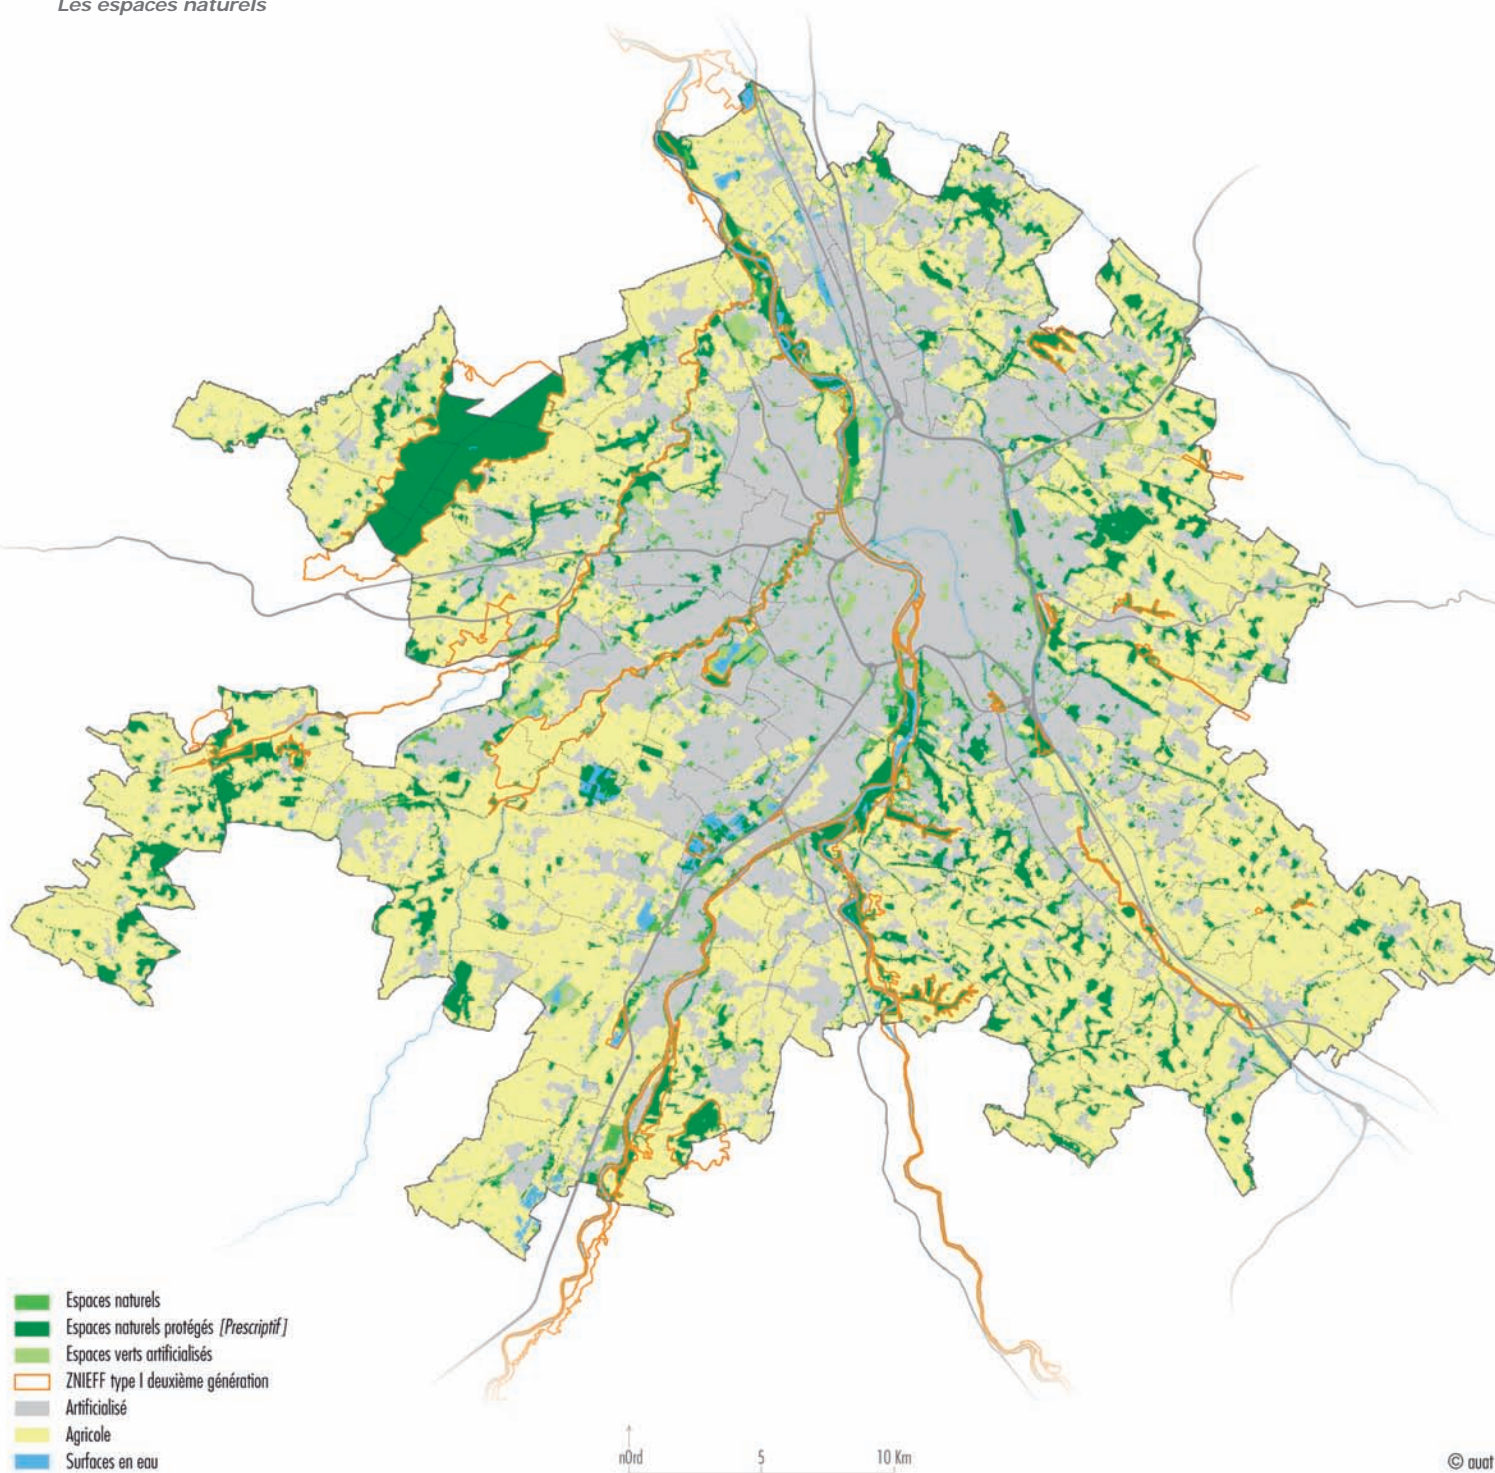 Les espaces naturels
Espaces naturels
Espaces naturels protégés [Prescriptif]
Espaces verts artificialisés
ZNIEFF type I deuxième génération
Artificialisé
Agricole
Surfaces en eau
nOrd 5 10 Km
© auat